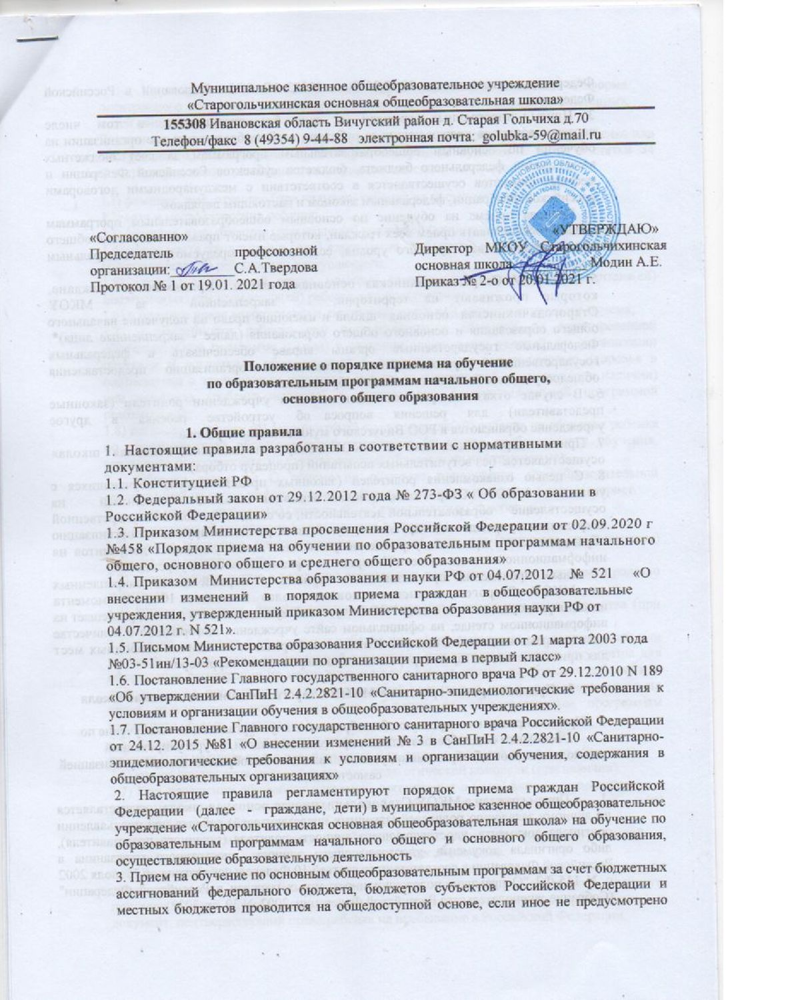 Муниципальное казенное общеобразовательное учреждение
«Старогольчихинская основная общеобразовательная школа»
155308 Ивановская область Вичугский район д. Старая Гольчиха д.70
Телефон/факс 8 (49354) 9-44-88 электронная почта: golubka-59@mail.ru
«Согласованно»
Председатель профсоюзной
организации: _________С.А.Твердова
Протокол № 1 от 19.01. 2021 года
«УТВЕРЖДАЮ»
Директор МКОУ Старогольчихинская
основная школа__________ Модин А.Е.
Приказ № 2-о от 20.01.2021 г.
Положение о порядке приема на обучение
по образовательным программам начального общего,
основного общего образования
1. Общие правила
1. Настоящие правила разработаны в соответствии с нормативными
документами:
1.1. Конституцией РФ
1.2. Федеральный закон от 29.12.2012 года № 273-ФЗ « Об образовании в
Российской Федерации»
1.3. Приказом Министерства просвещения Российской Федерации от 02.09.2020 г
№458 «Порядок приема на обучении по образовательным программам начального
общего, основного общего и среднего общего образования»
1.4. Приказом Министерства образования и науки РФ от 04.07.2012 № 521 «О
внесении изменений в порядок приема граждан в общеобразовательные
учреждения, утвержденный приказом Министерства образования науки РФ от
04.07.2012 г. N 521».
1.5. Письмом Министерства образования Российской Федерации от 21 марта 2003 года
№03-51ин/13-03 «Рекомендации по организации приема в первый класс»
1.6. Постановление Главного государственного санитарного врача РФ от 29.12.2010 N 189
«Об утверждении СанПиН 2.4.2.2821-10 «Санитарно-эпидемиологические требования к
условиям и организации обучения в общеобразовательных учреждениях».
1.7. Постановление Главного государственного санитарного врача Российской Федерации
от 24.12. 2015 №81 «О внесении изменений № 3 в СанПиН 2.4.2.2821-10 «Санитарно-
эпидемиологические требования к условиям и организации обучения, содержания в
общеобразовательных организациях»
2. Настоящие правила регламентируют порядок приема граждан Российской
Федерации (далее - граждане, дети) в муниципальное казенное общеобразовательное
учреждение «Старогольчихинская основная общеобразовательная школа» на обучение по
образовательным программам начального общего и основного общего образования,
осуществляющие образовательную деятельность
3. Прием на обучение по основным общеобразовательным программам за счет бюджетных
ассигнований федерального бюджета, бюджетов субъектов Российской Федерации и
местных бюджетов проводится на общедоступной основе, если иное не предусмотрено